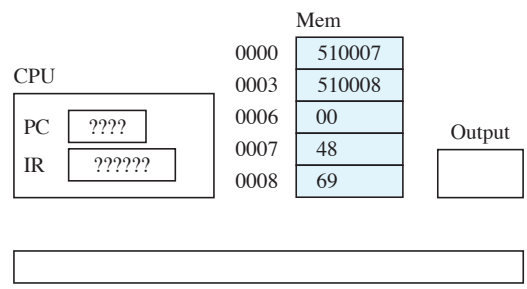 Mem
0000 510007
CPU
0003 510008
PC ????
0006 00
Output
0007 48
IR ??????
0008 69